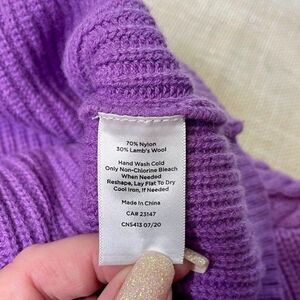 70% Nylon
30% Lamb's Wool
Hand Wash Cold
Only Non-Chlorine Bleach
When Needed
Reshape, Lay Flat To Dry
Cool Iron, If Needed
Made In China
CA# 23147
CNS413 07/20